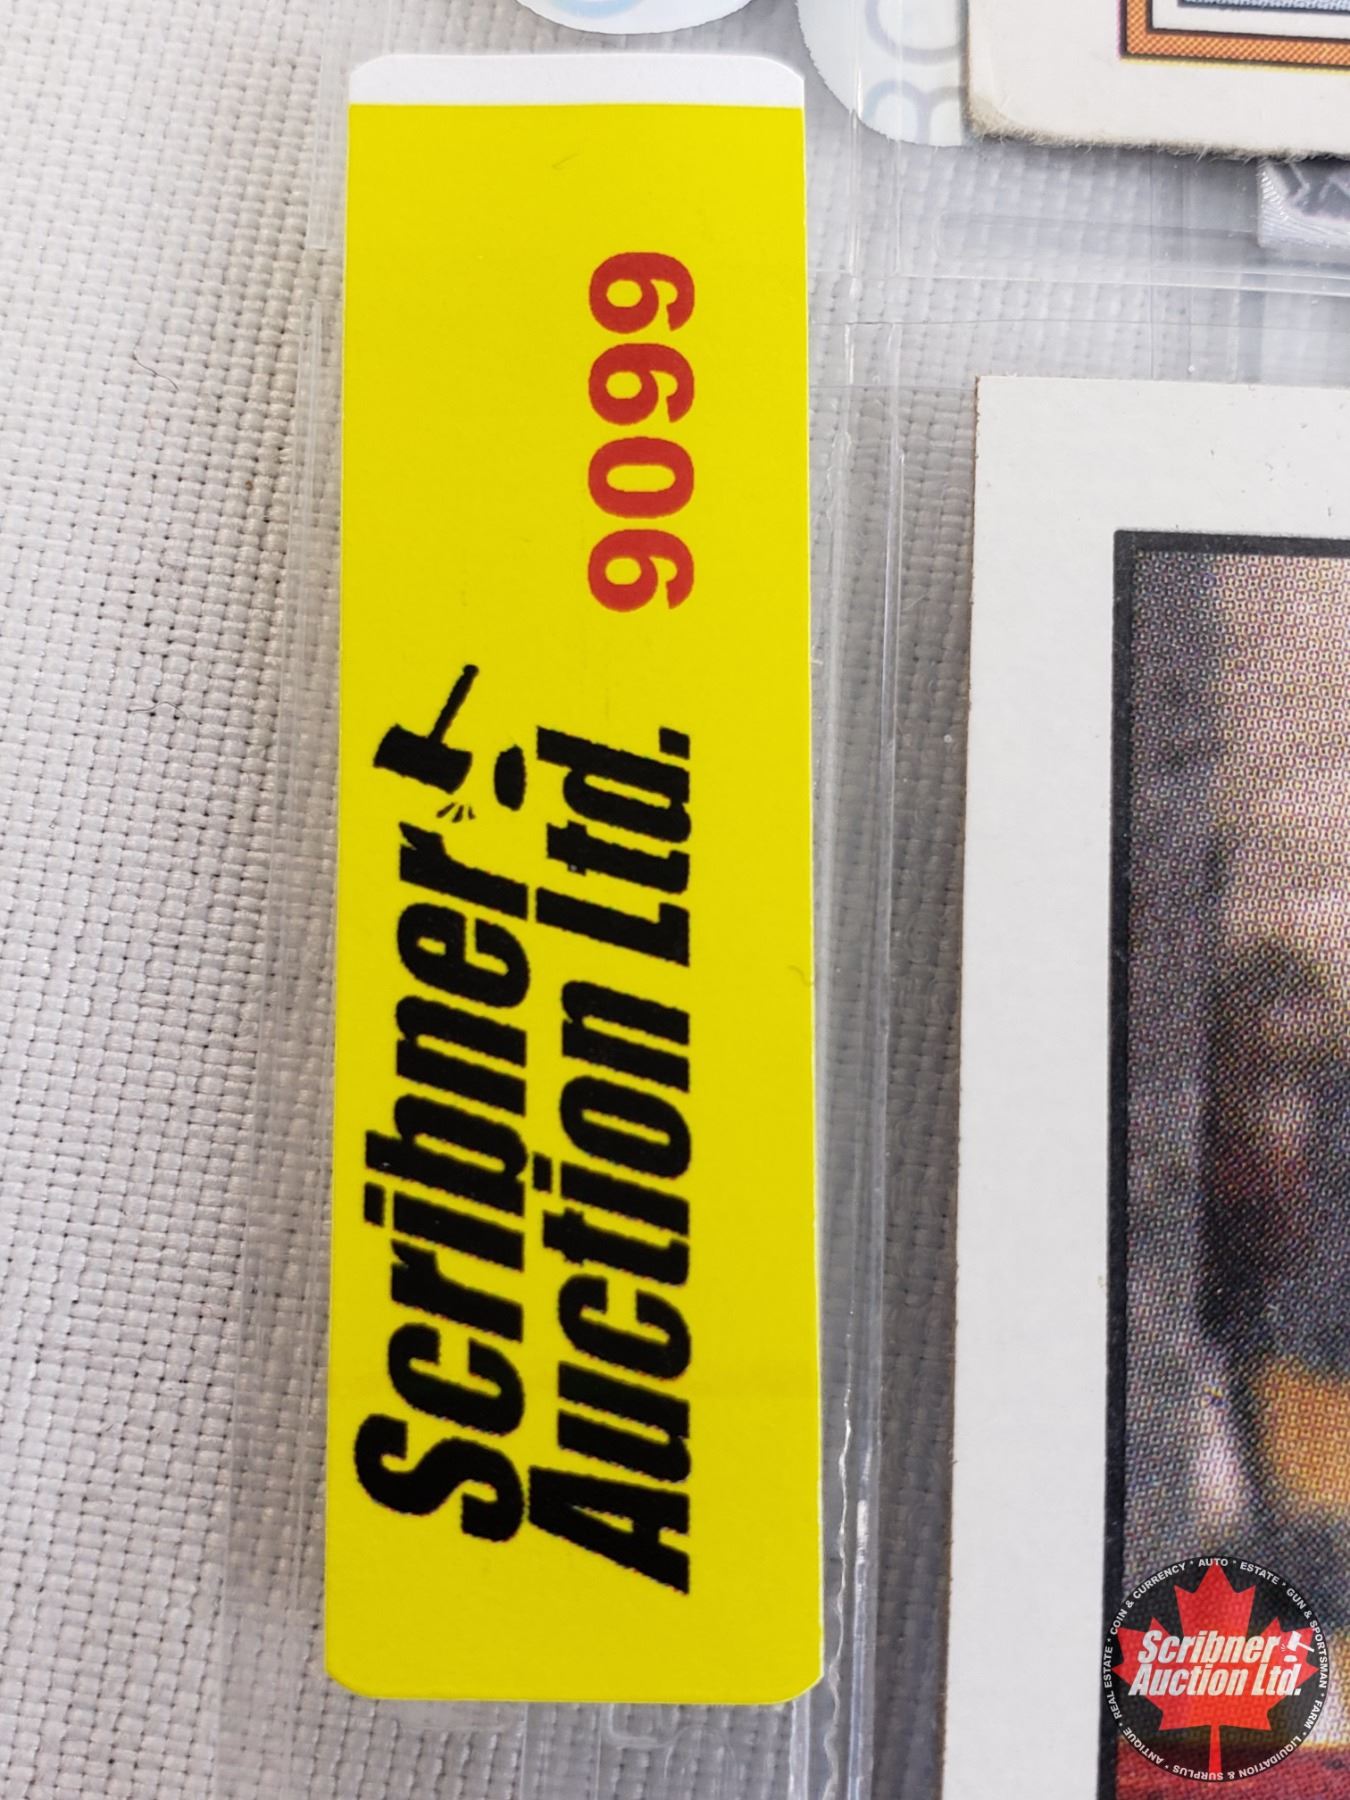 Scribner
Auction Ltd.
9099
Scribner
Auction Ltd.
ANTIQUE * REAL ESTATE * COIN & CURRENCY * AUTO * ESTATE * GUN & SPORTSMAN * FARM * LIQUIDATION & SURPLUS *